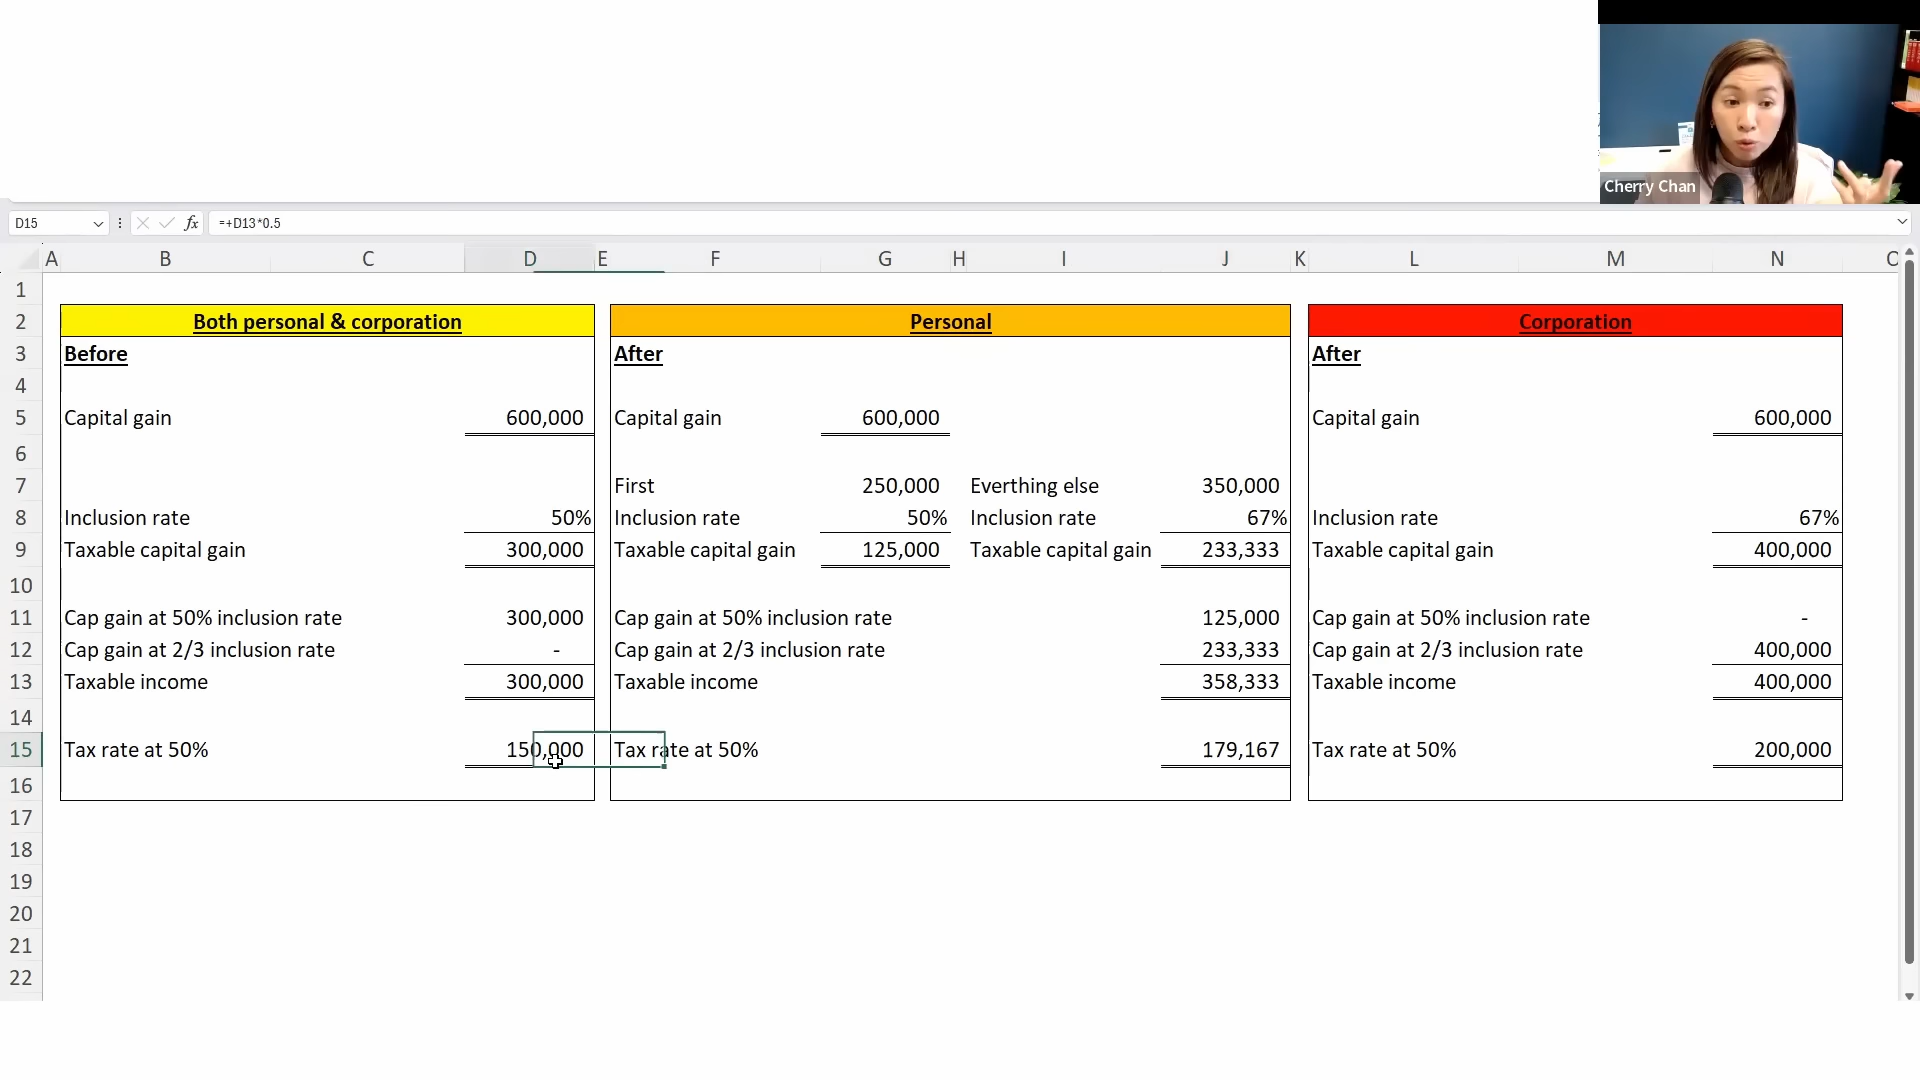 Cherry Chan
D15
fx
=+D13*0.5
A B C D E F G H I J K L M N
1
2 Both personal & corporation Personal Corporation
3 Before After After
4
5 Capital gain 600,000 Capital gain 600,000 Capital gain 600,000
6
7 First 250,000 Everthing else 350,000
8 Inclusion rate 50% Inclusion rate 50% Inclusion rate 67% Inclusion rate 67%
9 Taxable capital gain 300,000 Taxable capital gain 125,000 Taxable capital gain 233,333 Taxable capital gain 400,000
10
11 Cap gain at 50% inclusion rate 300,000 Cap gain at 50% inclusion rate 125,000 Cap gain at 50% inclusion rate -
12 Cap gain at 2/3 inclusion rate - Cap gain at 2/3 inclusion rate 233,333 Cap gain at 2/3 inclusion rate 400,000
13 Taxable income 300,000 Taxable income 358,333 Taxable income 400,000
14
15 Tax rate at 50% 150,000 Tax rate at 50% 179,167 Tax rate at 50% 200,000
16
17
18
19
20
21
22